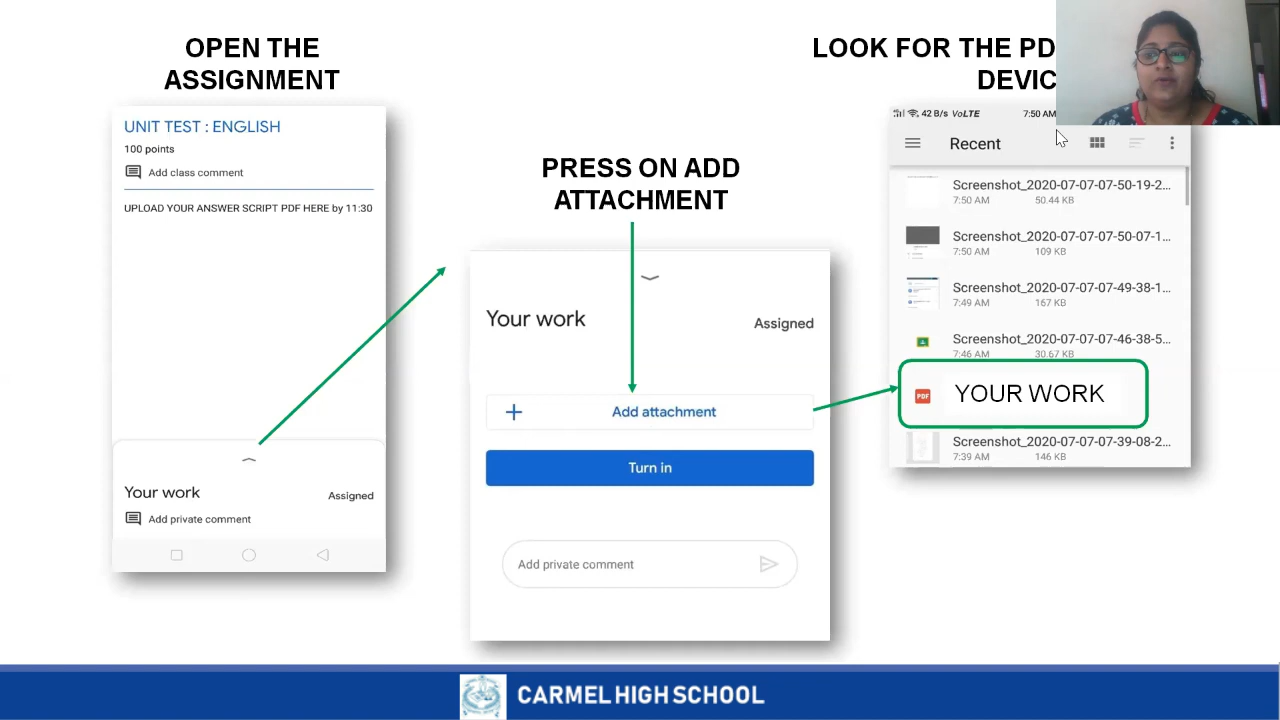 OPEN THE
ASSIGNMENT
UNIT TEST : ENGLISH
100 points
Add class comment
UPLOAD YOUR ANSWER SCRIPT PDF HERE by 11:30
Your work
Assigned
Add private comment
PRESS ON ADD
ATTACHMENT
Your work
Assigned
Add attachment
Turn in
Add private comment
LOOK FOR THE
42 B/s VoLTE 7:50 AM
Recent
Screenshot_2020-07-07-07-50-19-2...
7:50 AM 50.44 KB
Screenshot_2020-07-07-07-50-07-1...
7:50 AM 109 KB
Screenshot_2020-07-07-07-49-38-1...
7:49 AM 167 KB
Screenshot_2020-07-07-07-46-38-5...
7:46 AM 30.67 KB
PDF YOUR WORK
Screenshot_2020-07-07-07-39-08-2...
7:39 AM 146 KB
CARMEL HIGH SCHOOL